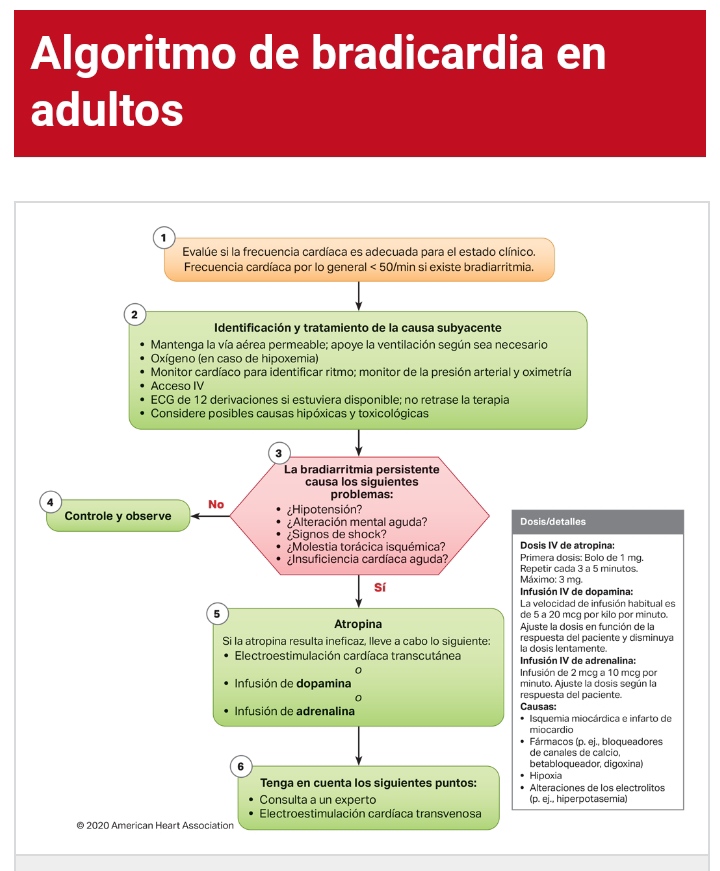 Algoritmo de bradicardia en
adultos
1
Evalúe si la frecuencia cardíaca es adecuada para el estado clínico.
Frecuencia cardíaca por lo general < 50/min si existe bradiarritmia.
2
Identificación y tratamiento de la causa subyacente
• Mantenga la vía aérea permeable; apoye la ventilación según sea necesario
• Oxígeno (en caso de hipoxemia)
• Monitor cardíaco para identificar ritmo; monitor de la presión arterial y oximetría
• Acceso IV
• ECG de 12 derivaciones si estuviera disponible; no retrase la terapia
• Considere posibles causas hipóxicas y toxicológicas
3
La bradiarritmia persistente
causa los siguientes
problemas:
• ¿Hipotensión?
• ¿Alteración mental aguda?
• ¿Signos de shock?
• ¿Molestia torácica isquémica?
• ¿Insuficiencia cardíaca aguda?
No
4
Controle y observe
Sí
5
Atropina
Si la atropina resulta ineficaz, lleve a cabo lo siguiente:
• Electroestimulación cardíaca transcutánea
o
• Infusión de dopamina
o
• Infusión de adrenalina
6
Tenga en cuenta los siguientes puntos:
• Consulta a un experto
• Electroestimulación cardíaca transvenosa
Dosis/detalles
Dosis IV de atropina:
Primera dosis: Bolo de 1 mg.
Repetir cada 3 a 5 minutos.
Máximo: 3 mg.
Infusión IV de dopamina:
La velocidad de infusión habitual es
de 5 a 20 mcg por kilo por minuto.
Ajuste la dosis en función de la
respuesta del paciente y disminuya
la dosis lentamente.
Infusión IV de adrenalina:
Infusión de 2 mcg a 10 mcg por
minuto. Ajuste la dosis según la
respuesta del paciente.
Causas:
• Isquemia miocárdica e infarto de
miocardio
• Fármacos (p. ej., bloqueadores
de canales de calcio,
betabloqueador, digoxina)
• Hipoxia
• Alteraciones de los electrolitos
(p. ej., hiperpotasemia)
© 2020 American Heart Association